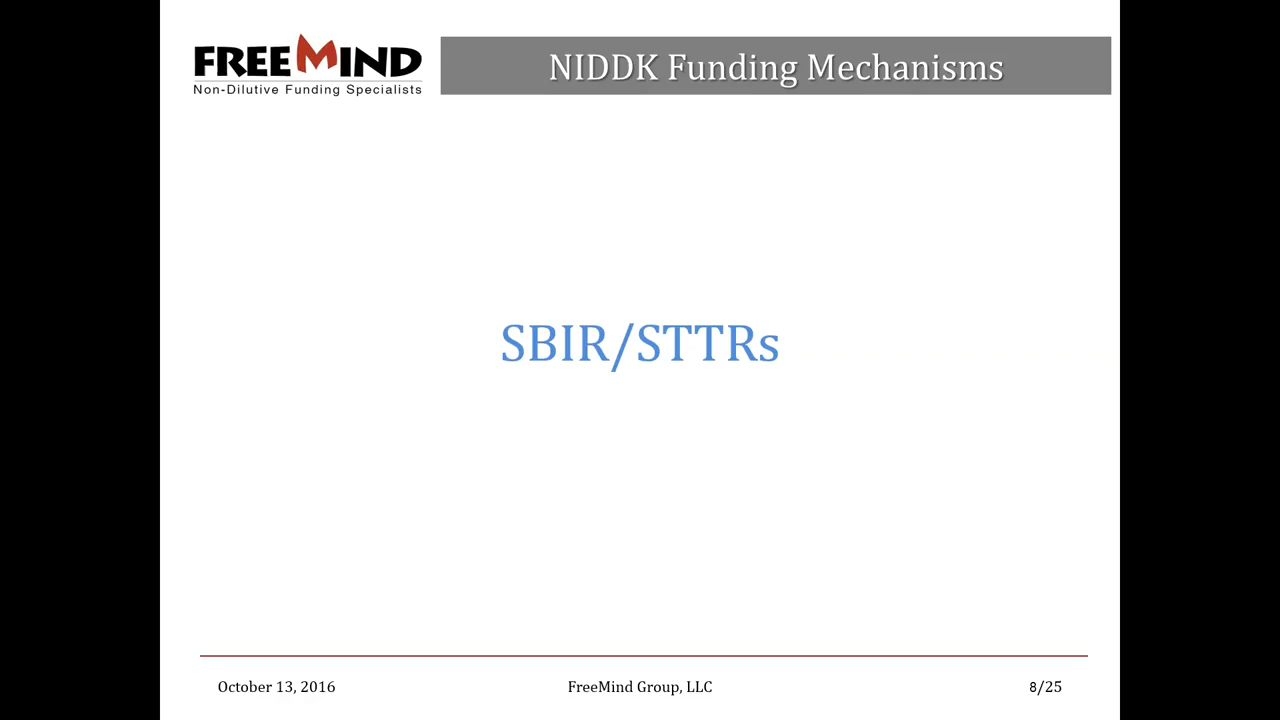 FREEMIND
Non-Dilutive Funding Specialists
NIDDK Funding Mechanisms
SBIR/STTRs
October 13, 2016
FreeMind Group, LLC
8/25